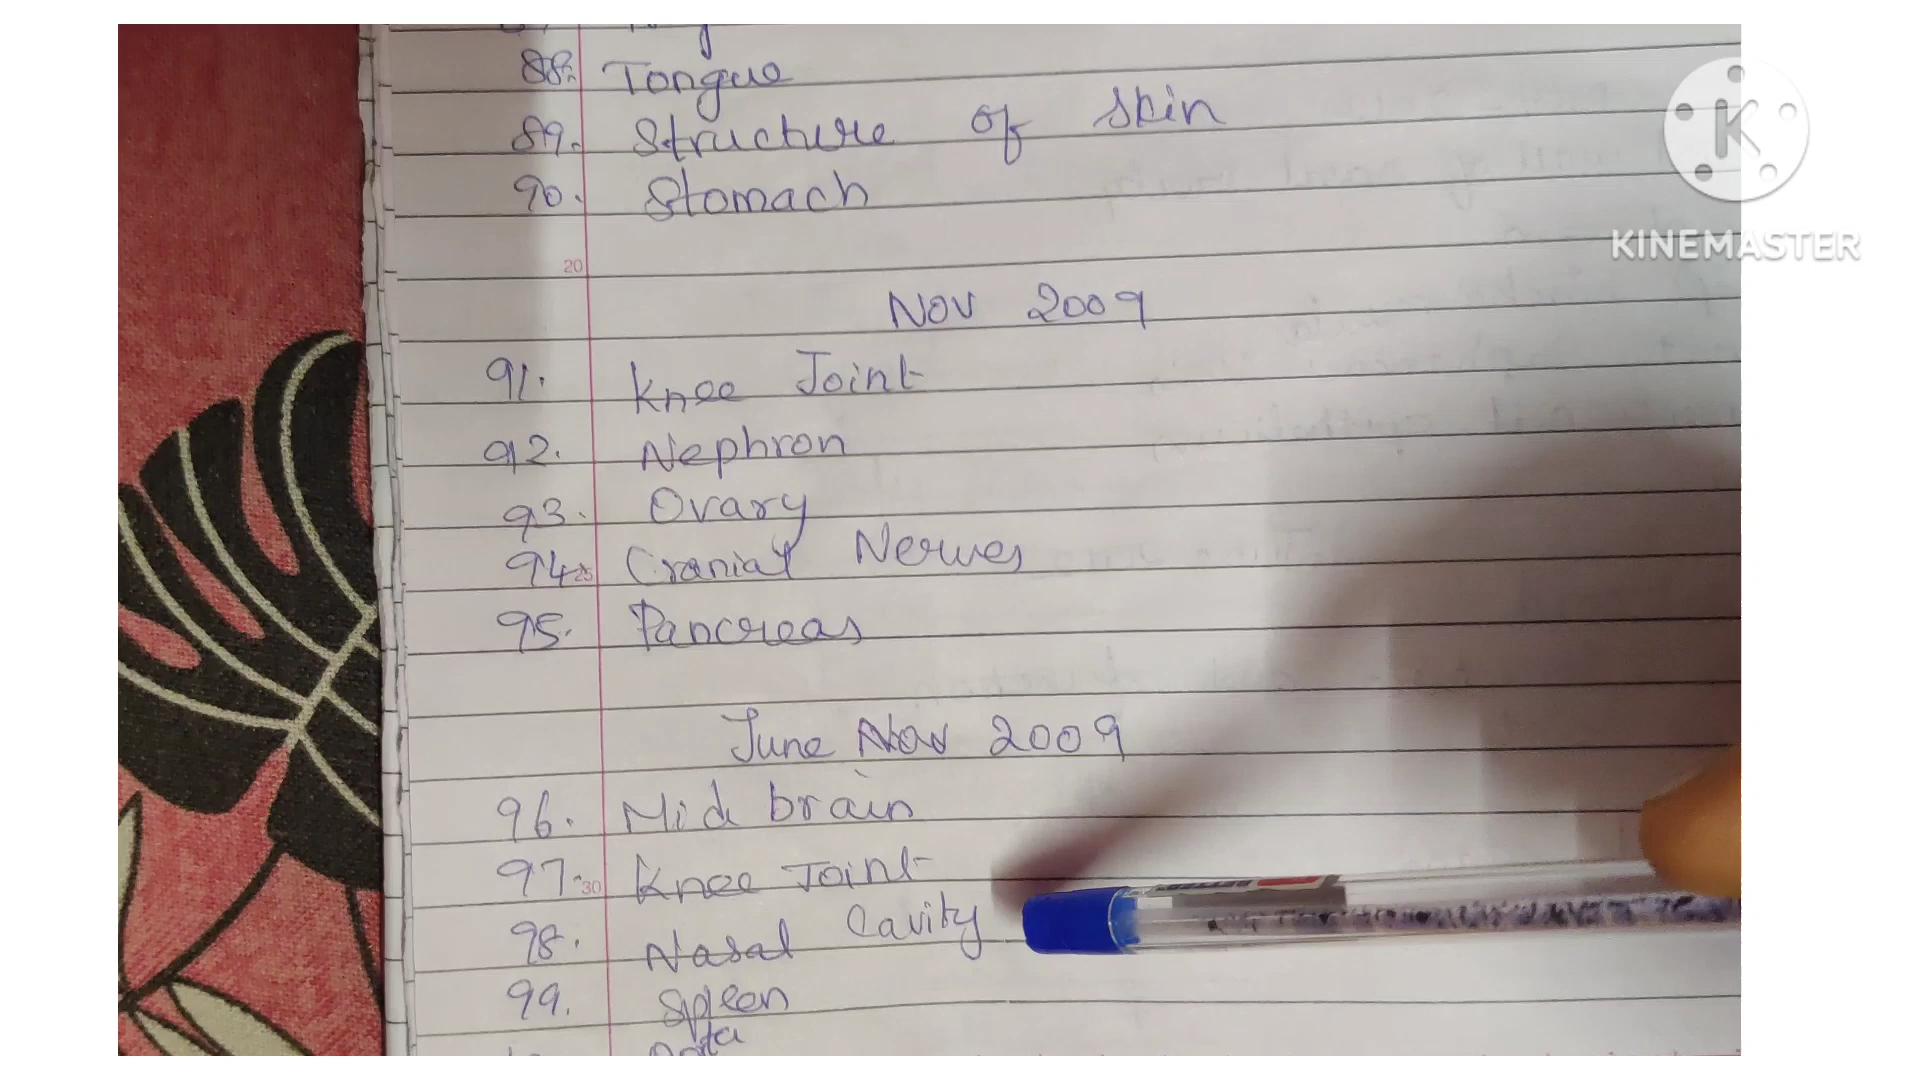 88. Tongue
89. Structure of skin
90. Stomach
20
Nov 2009
91. Knee Joint
92. Nephron
93. Ovary
94. Cranial Nerves
25
95. Pancreas
June Nov 2009
96. Mid brain
97. Knee Joint
30
98. Nasal Cavity
99. Spleen
KINEMASTER